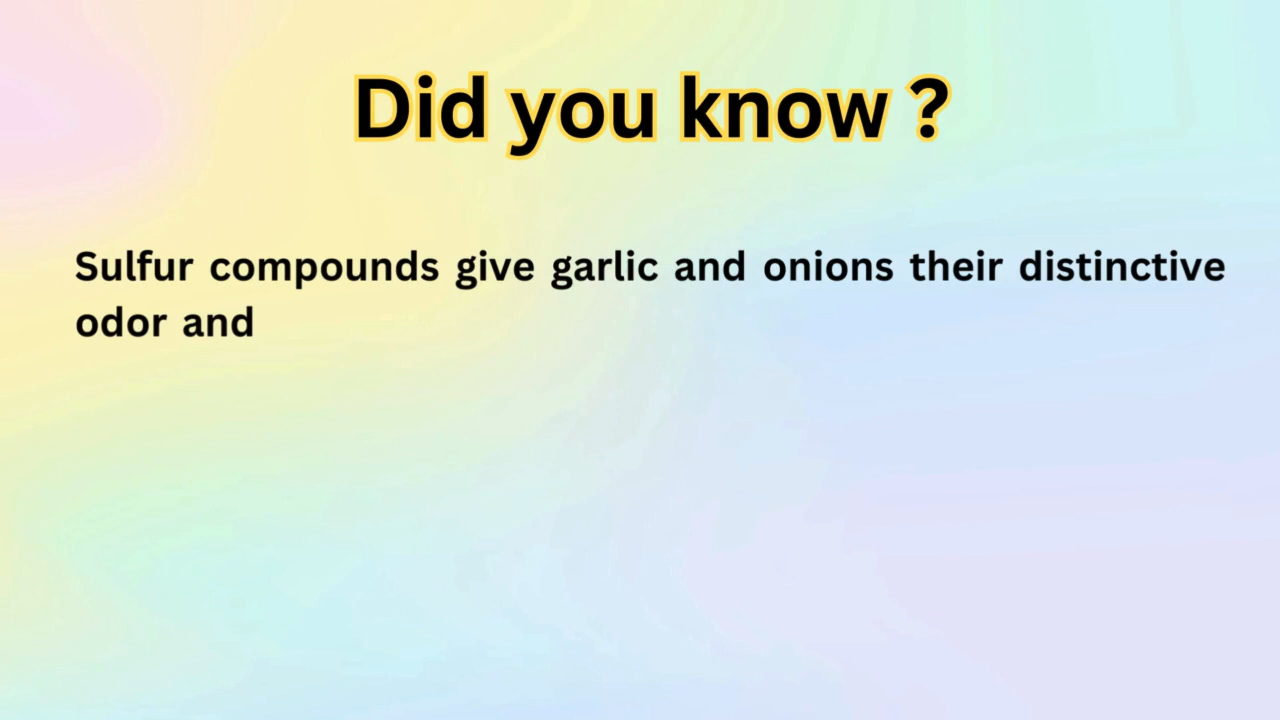 Did you know ?
Sulfur compounds give garlic and onions their distinctive
odor and